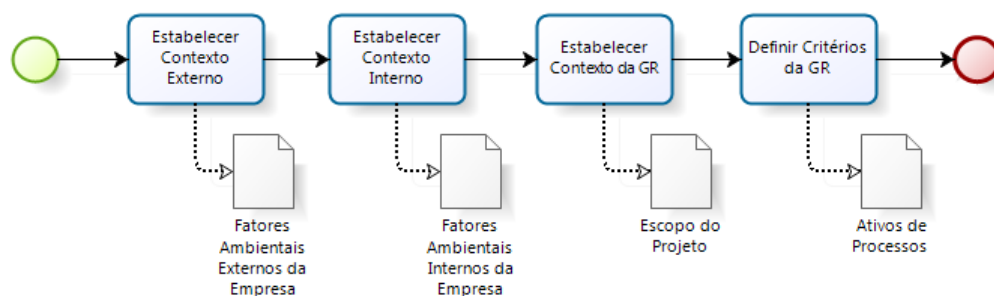 Estabelecer
Contexto
Externo
Estabelecer
Contexto
Interno
Estabelecer
Contexto da GR
Definir Critérios
da GR
Fatores
Ambientais
Externos da
Empresa
Fatores
Ambientais
Internos da
Empresa
Escopo do
Projeto
Ativos de
Processos